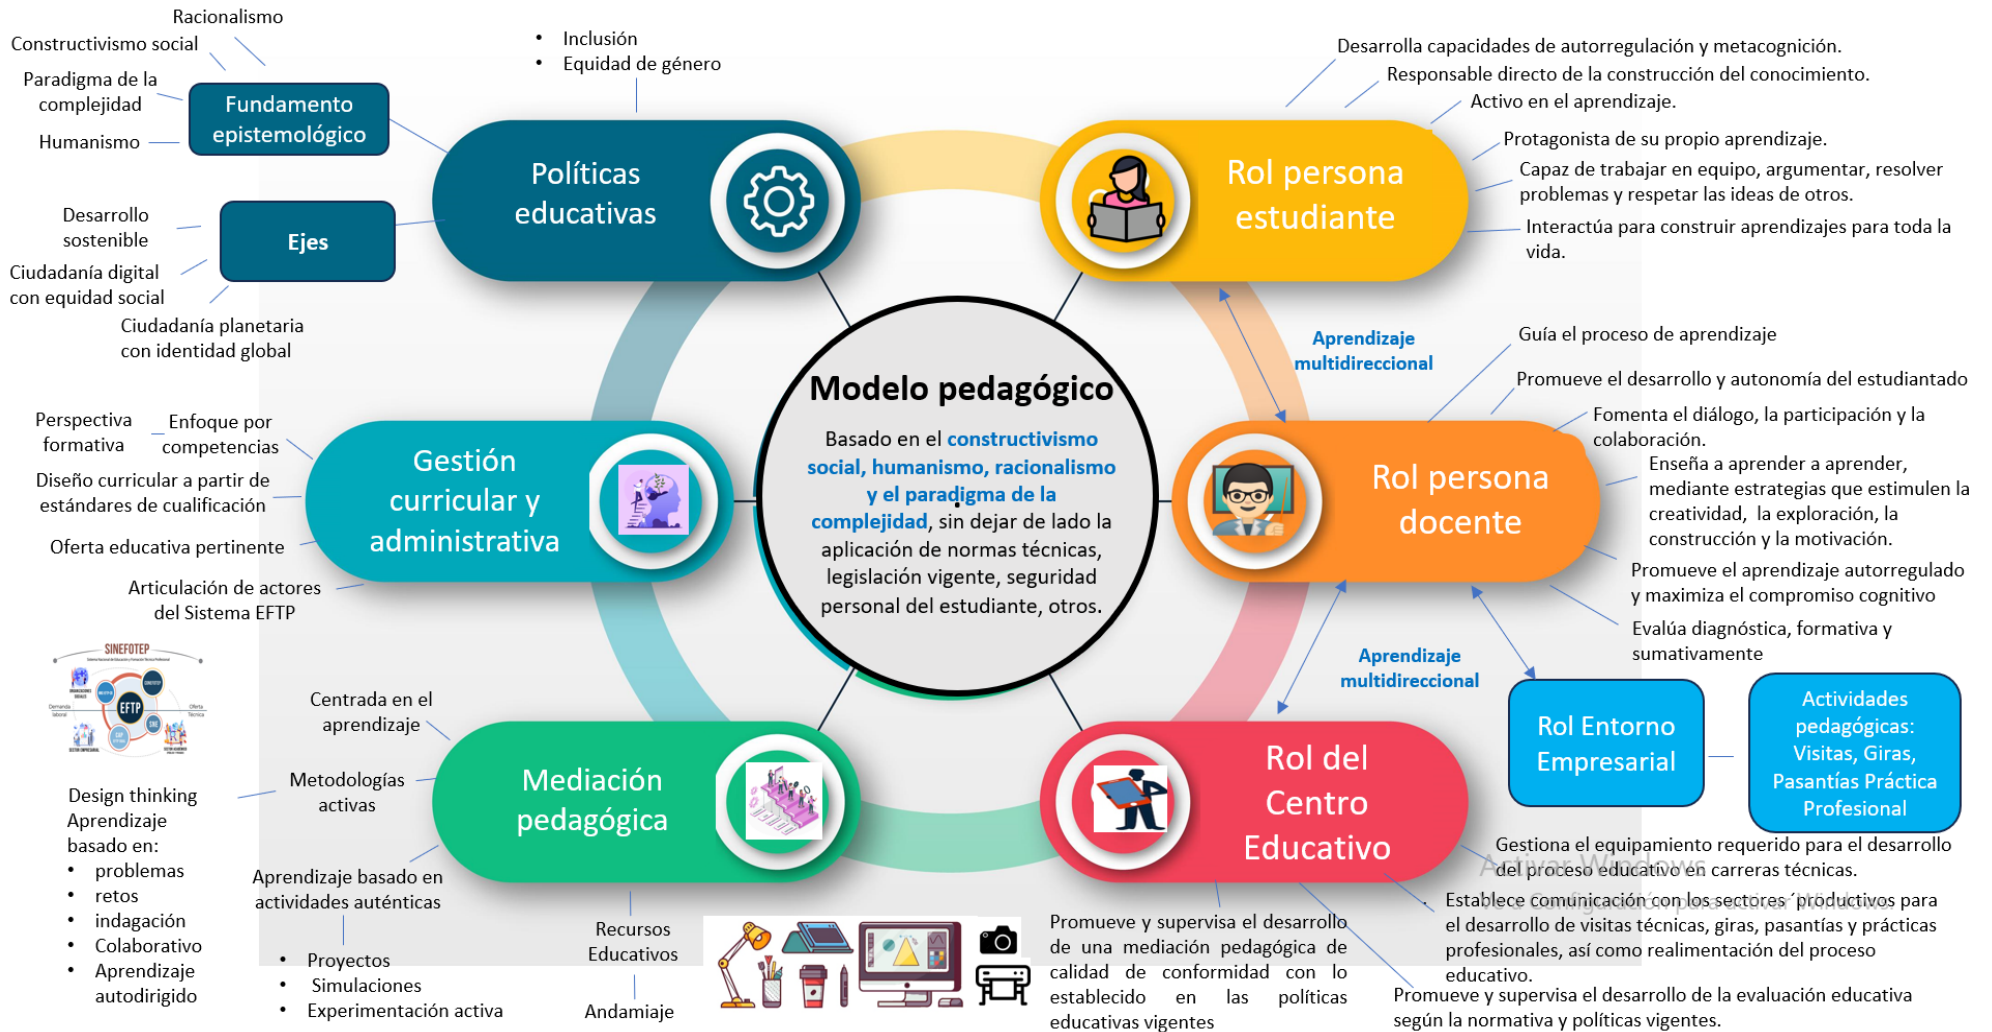 Racionalismo
Constructivismo social
Paradigma de la
complejidad
Humanismo
Fundamento
epistemológico
• Inclusión
• Equidad de género
Políticas
educativas
Desarrollo
sostenible
Ejes
Ciudadanía digital
con equidad social
Ciudadanía planetaria
con identidad global
Rol persona
estudiante
Desarrolla capacidades de autorregulación y metacognición.
Responsable directo de la construcción del conocimiento.
Activo en el aprendizaje.
Protagonista de su propio aprendizaje.
Capaz de trabajar en equipo, argumentar, resolver
problemas y respetar las ideas de otros.
Interactúa para construir aprendizajes para toda la
vida.
Aprendizaje
multidireccional
Modelo pedagógico
Basado en el constructivismo
social, humanismo, racionalismo
y el paradigma de la
complejidad, sin dejar de lado la
aplicación de normas técnicas,
legislación vigente, seguridad
personal del estudiante, otros.
Perspectiva
formativa
Enfoque por
competencias
Diseño curricular a partir de
estándares de cualificación
Oferta educativa pertinente
Articulación de actores
del Sistema EFTP
Gestión
curricular y
administrativa
Rol persona
docente
Guía el proceso de aprendizaje
Promueve el desarrollo y autonomía del estudiantado
Fomenta el diálogo, la participación y la
colaboración.
Enseña a aprender a aprender,
mediante estrategias que estimulen la
creatividad,  la exploración, la
construcción y la motivación.
Promueve el aprendizaje autorregulado
y maximiza el compromiso cognitivo
Evalúa diagnóstica, formativa y
sumativamente
Aprendizaje
multidireccional
SINEFOTEP
EFTP
Demanda
laboral
Oferta
Técnica
Centrada en el
aprendizaje
Metodologías
activas
Design thinking
Aprendizaje
basado en:
• problemas
• retos
• indagación
• Colaborativo
• Aprendizaje
autodirigido
Aprendizaje basado en
actividades auténticas
• Proyectos
• Simulaciones
• Experimentación activa
Mediación
pedagógica
Recursos
Educativos
Andamiaje
Rol del
Centro
Educativo
Rol Entorno
Empresarial
Actividades
pedagógicas:
Visitas, Giras,
Pasantías Práctica
Profesional
Gestiona el equipamiento requerido para el desarrollo
del proceso educativo en carreras técnicas.
Activar Windows
Establece comunicación con los sectores´productivos para
el desarrollo de visitas técnicas, giras, pasantías y prácticas
profesionales, así como realimentación del proceso
educativo.
Ve a Configuración para activar Windows.
Promueve y supervisa el desarrollo
de una mediación pedagógica de
calidad de conformidad con lo
establecido en las políticas
educativas vigentes
Promueve y supervisa el desarrollo de la evaluación educativa
según la normativa y políticas vigentes.